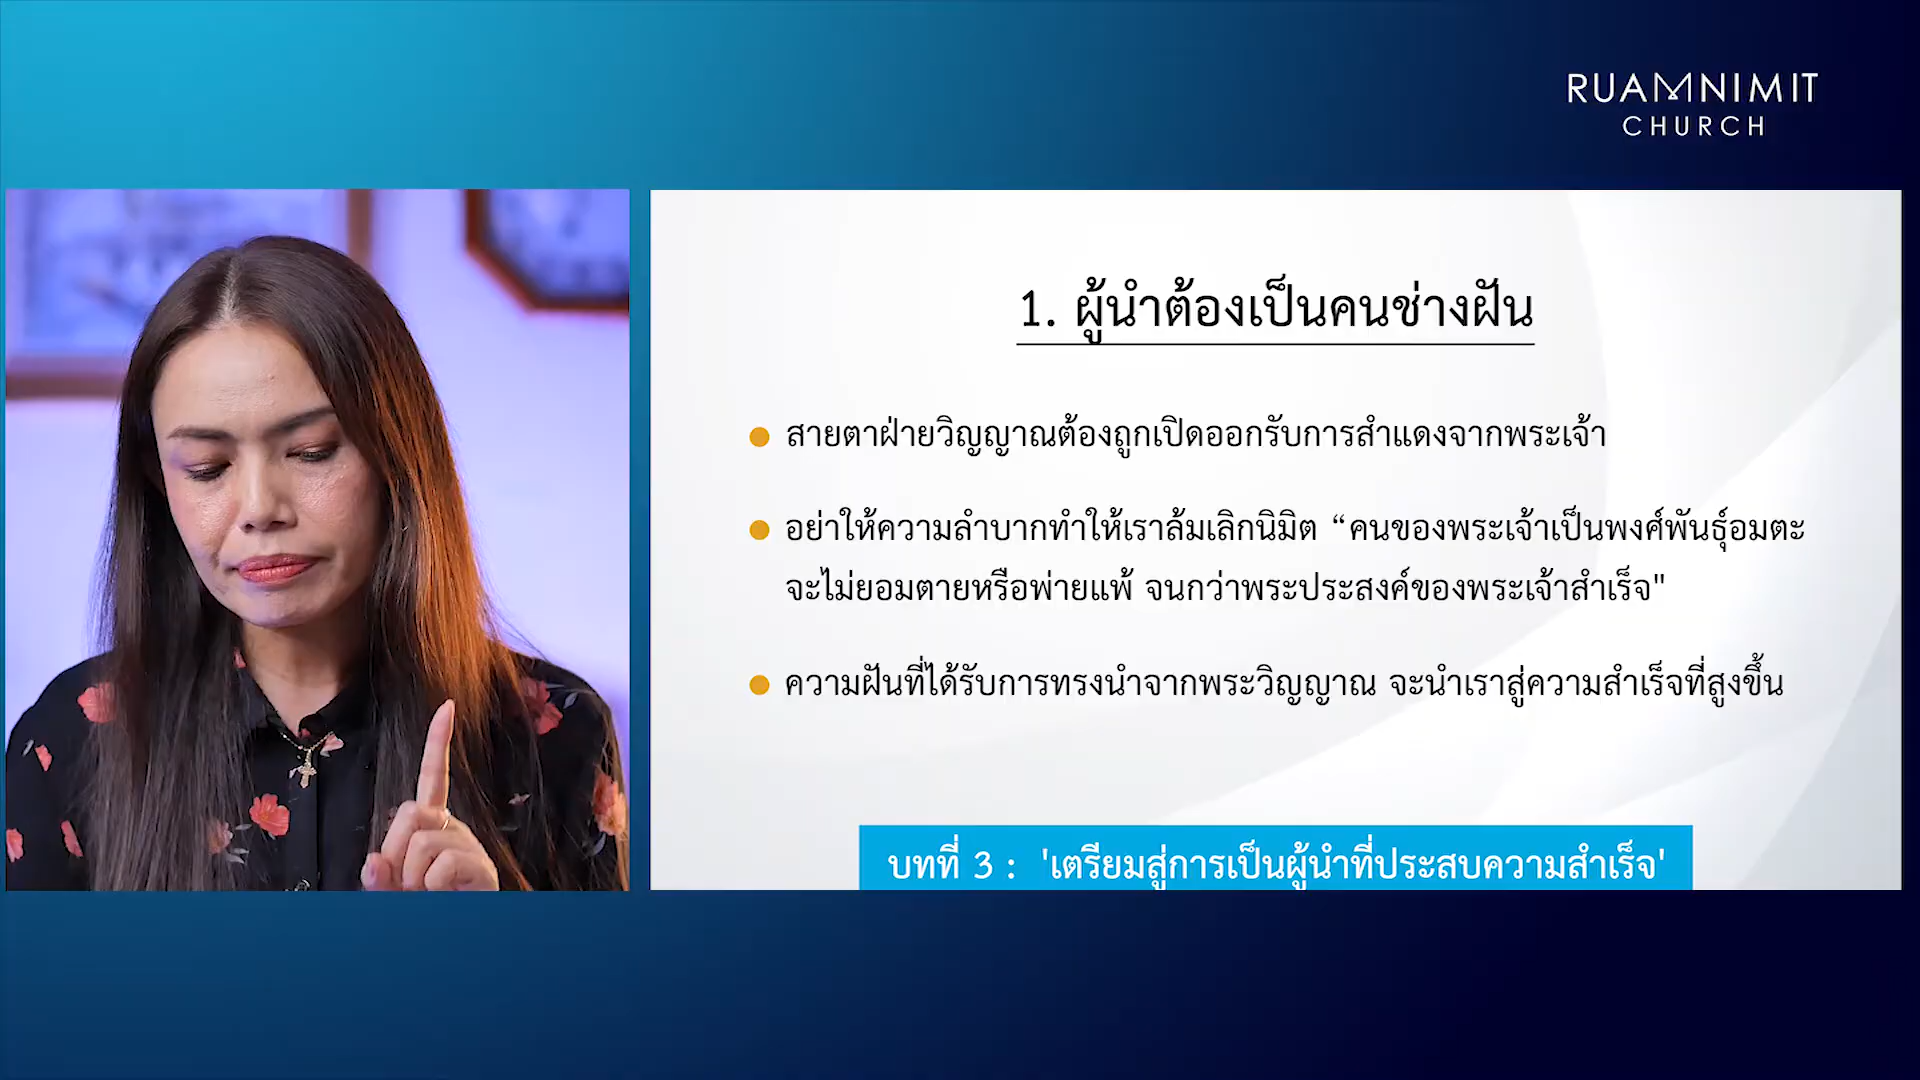 RUAMNIMIT
CHURCH
1. ผู้นำต้องเป็นคนช่างฝัน
สายตาฝ่ายวิญญาณต้องถูกเปิดออกรับการสำแดงจากพระเจ้า
อย่าให้ความลำบากทำให้เราล้มเลิกนิมิต “คนของพระเจ้าเป็นพงศ์พันธุ์อมตะ
จะไม่ยอมตายหรือพ่ายแพ้ จนกว่าพระประสงค์ของพระเจ้าสำเร็จ"
ความฝันที่ได้รับการทรงนำจากพระวิญญาณ จะนำเราสู่ความสำเร็จที่สูงขึ้น
บทที่ 3 : 'เตรียมสู่การเป็นผู้นำที่ประสบความสำเร็จ'